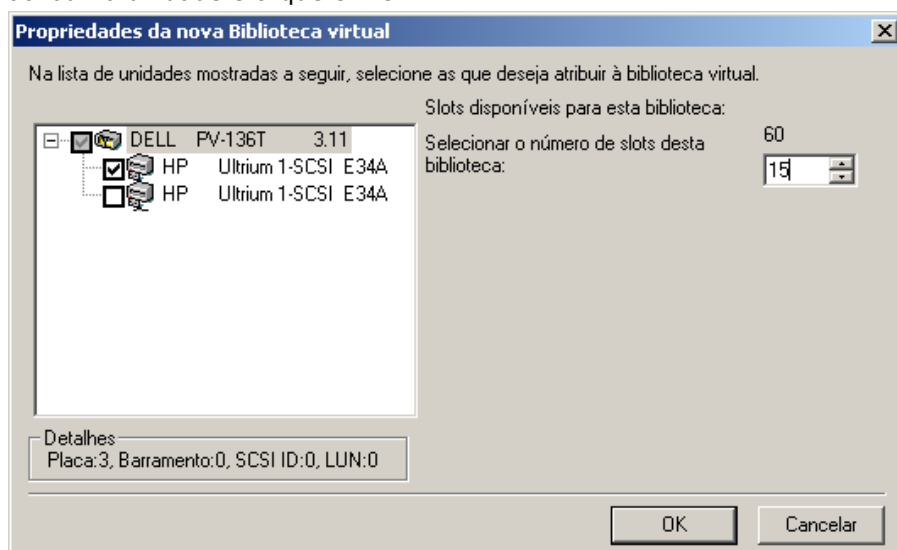 Propriedades da nova Biblioteca virtual
Na lista de unidades mostradas a seguir, selecione as que deseja atribuir à biblioteca virtual.
Slots disponíveis para esta biblioteca:
60
DELL PV-136T 3.11
HP Ultrium 1-SCSI E34A
HP Ultrium 1-SCSI E34A
Selecionar o número de slots desta
biblioteca:
15
Detalhes
Placa:3, Barramento:0, SCSI ID:0, LUN:0
OK
Cancelar